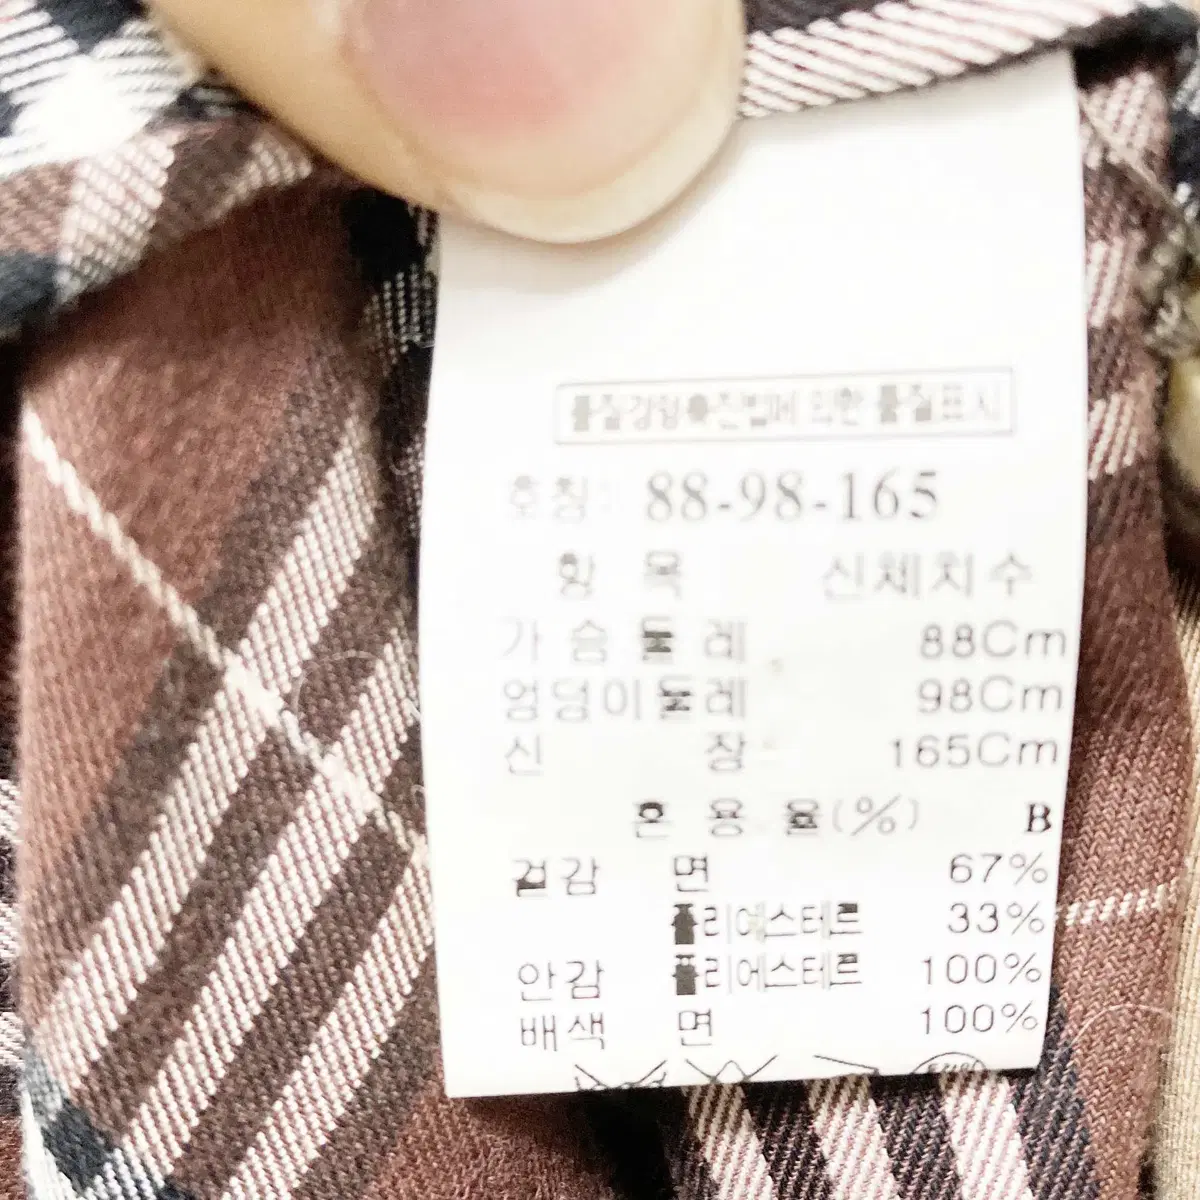 품질경영촉진법에 의한 품질표시
호칭: 88-98-165
항 목 신체치수
가슴둘레 88Cm
엉덩이둘레 98Cm
신 장 165Cm
혼 용 율(%) B
겉감 면 67%
폴리에스테르 33%
안감 폴리에스테르 100%
배색 면 100%